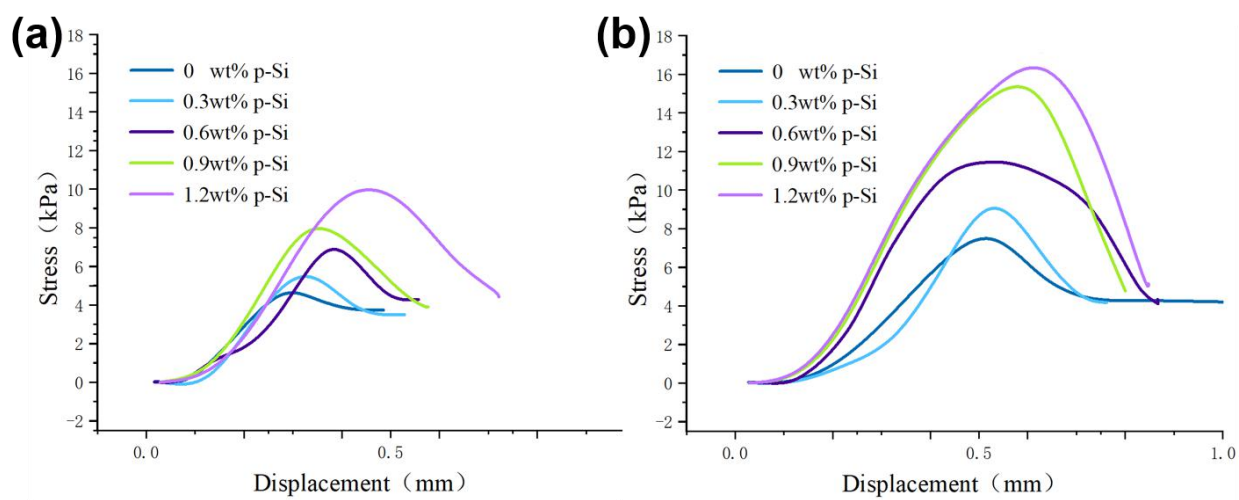 (a)
18
16
14
12
10
8
6
4
2
0
-2
Stress (kPa)
0 wt% p-Si
0.3wt% p-Si
0.6wt% p-Si
0.9wt% p-Si
1.2wt% p-Si
0.0
0.5
Displacement (mm)
(b)
18
16
14
12
10
8
6
4
2
0
-2
Stress (kPa)
0 wt% p-Si
0.3wt% p-Si
0.6wt% p-Si
0.9wt% p-Si
1.2wt% p-Si
0.0
0.5
1.0
Displacement (mm)